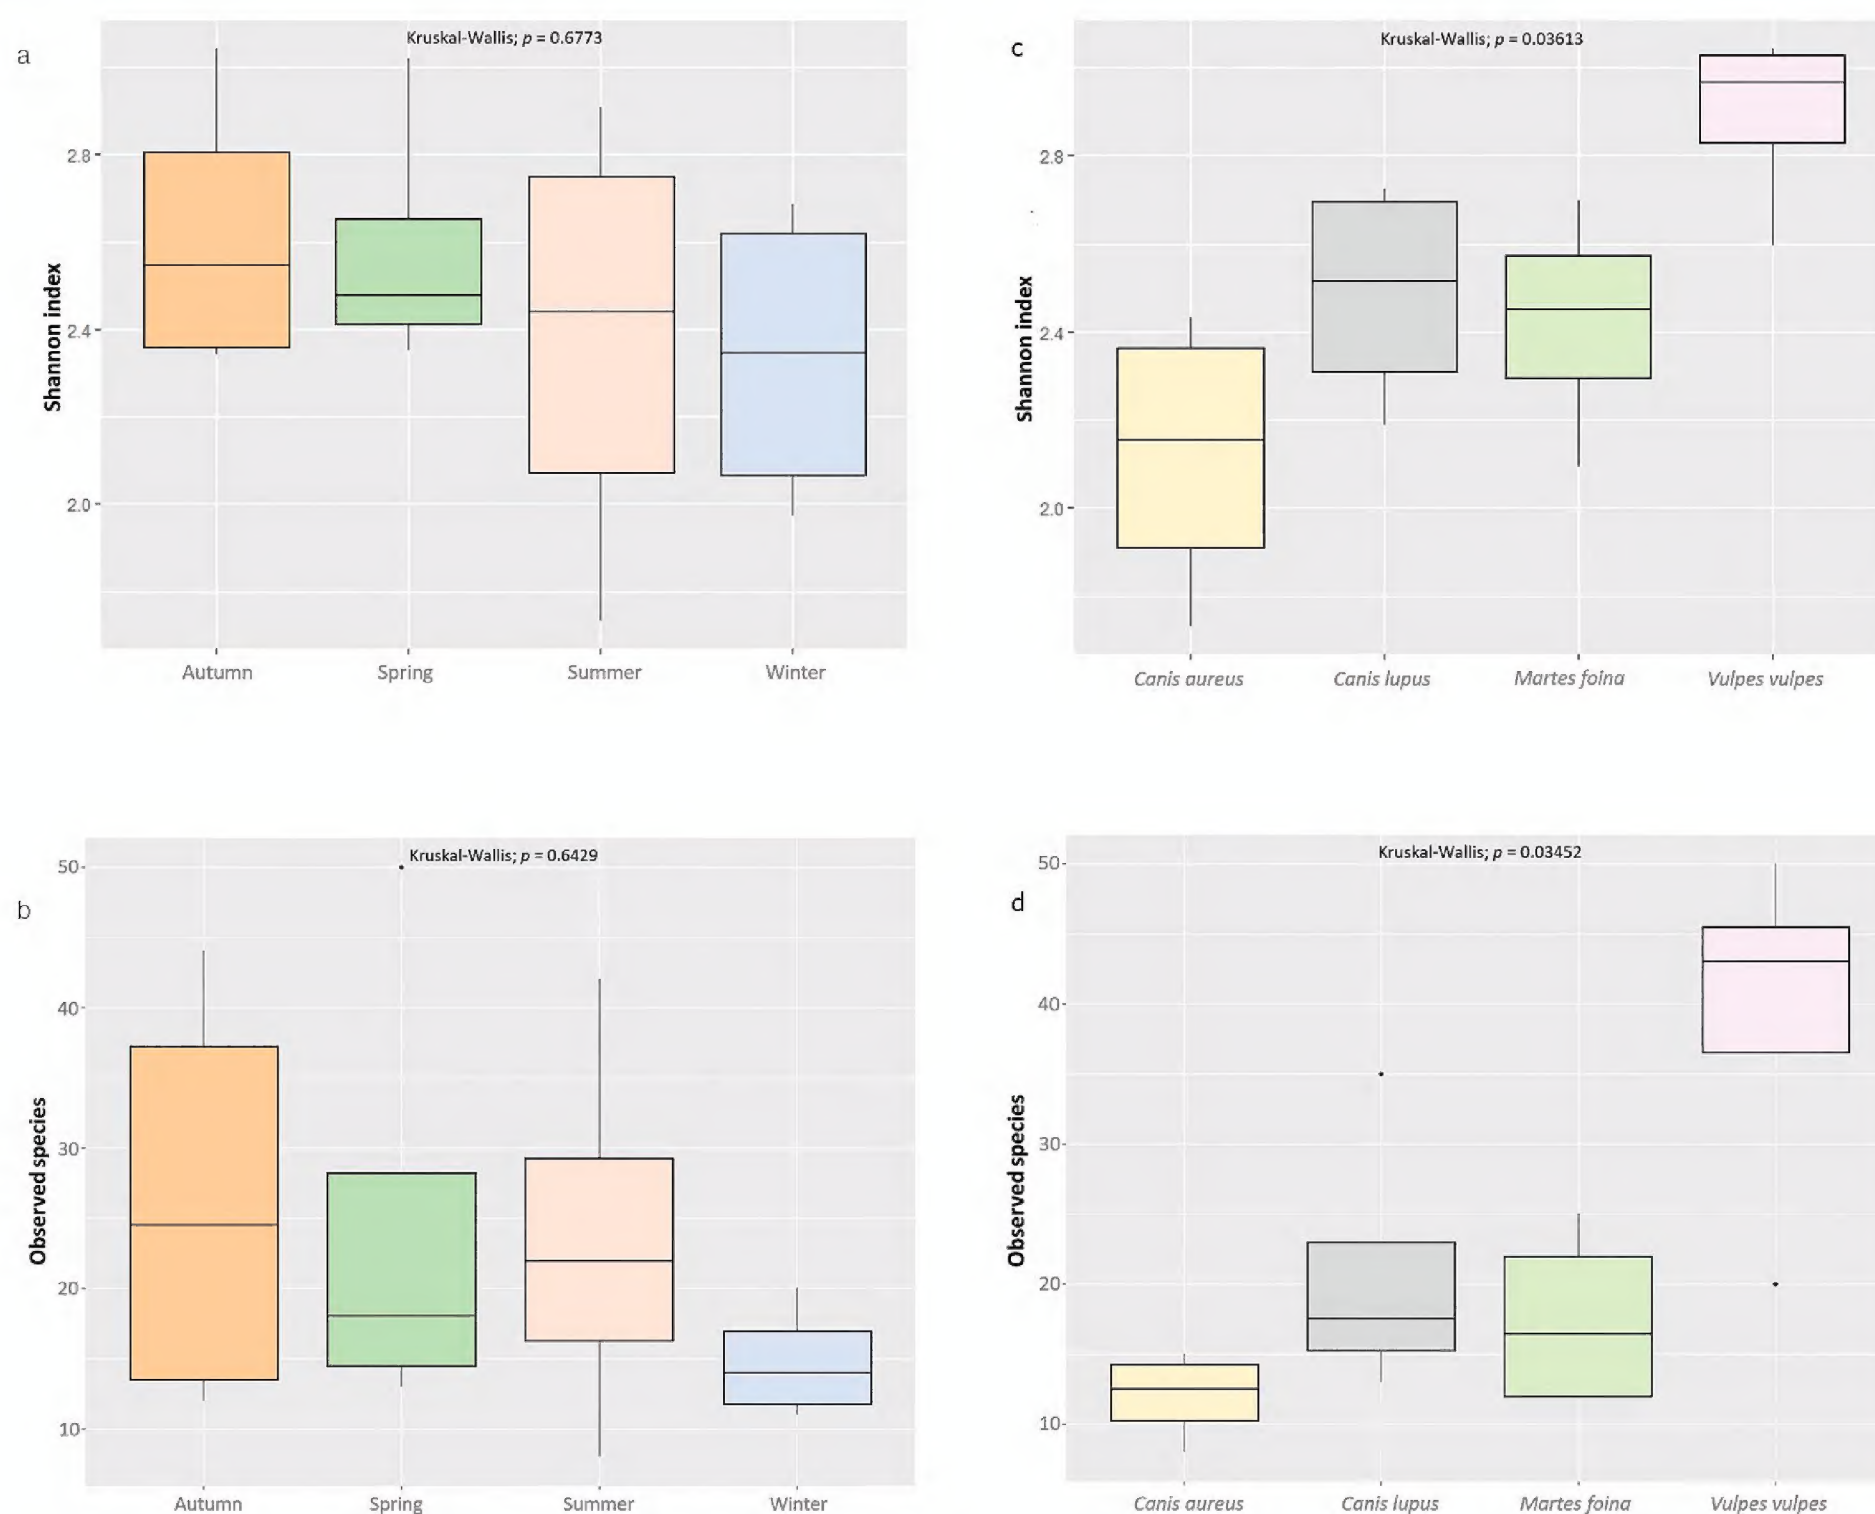 a
Kruskal-Wallis; p = 0.6773
Shannon index
2.8
2.4
2.0
Autumn
Spring
Summer
Winter
c
Kruskal-Wallis; p = 0.03613
Shannon index
2.8
2.4
2.0
Canis aureus
Canis lupus
Martes foina
Vulpes vulpes
b
Kruskal-Wallis; p = 0.6429
Observed species
50
40
30
20
10
Autumn
Spring
Summer
Winter
d
Kruskal-Wallis; p = 0.03452
Observed species
50
40
30
20
10
Canis aureus
Canis lupus
Martes foina
Vulpes vulpes